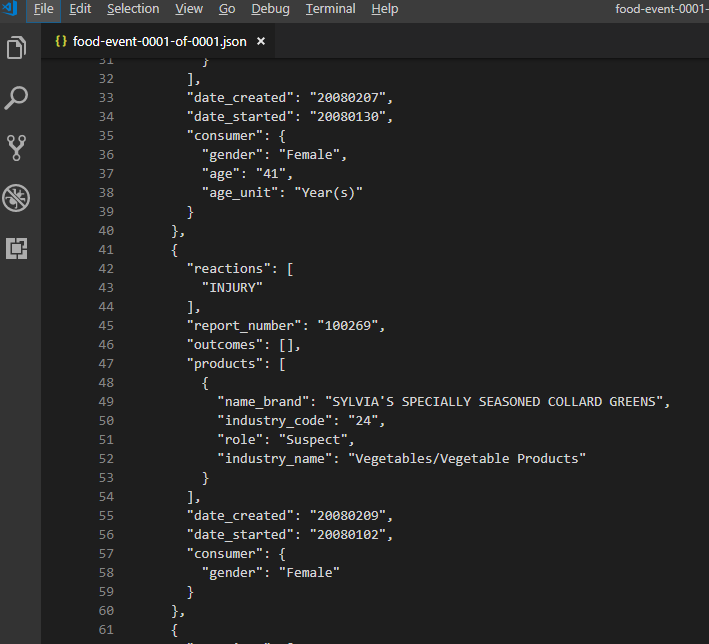 File Edit Selection View Go Debug Terminal Help food-event-0001-
{} food-event-0001-of-0001.json ×
31 }
32 ],
33 "date_created": "20080207",
34 "date_started": "20080130",
35 "consumer": {
36 "gender": "Female",
37 "age": "41",
38 "age_unit": "Year(s)"
39 }
40 },
41 {
42 "reactions": [
43 "INJURY"
44 ],
45 "report_number": "100269",
46 "outcomes": [],
47 "products": [
48 {
49 "name_brand": "SYLVIA'S SPECIALLY SEASONED COLLARD GREENS",
50 "industry_code": "24",
51 "role": "Suspect",
52 "industry_name": "Vegetables/Vegetable Products"
53 }
54 ],
55 "date_created": "20080209",
56 "date_started": "20080102",
57 "consumer": {
58 "gender": "Female"
59 }
60 },
61 {